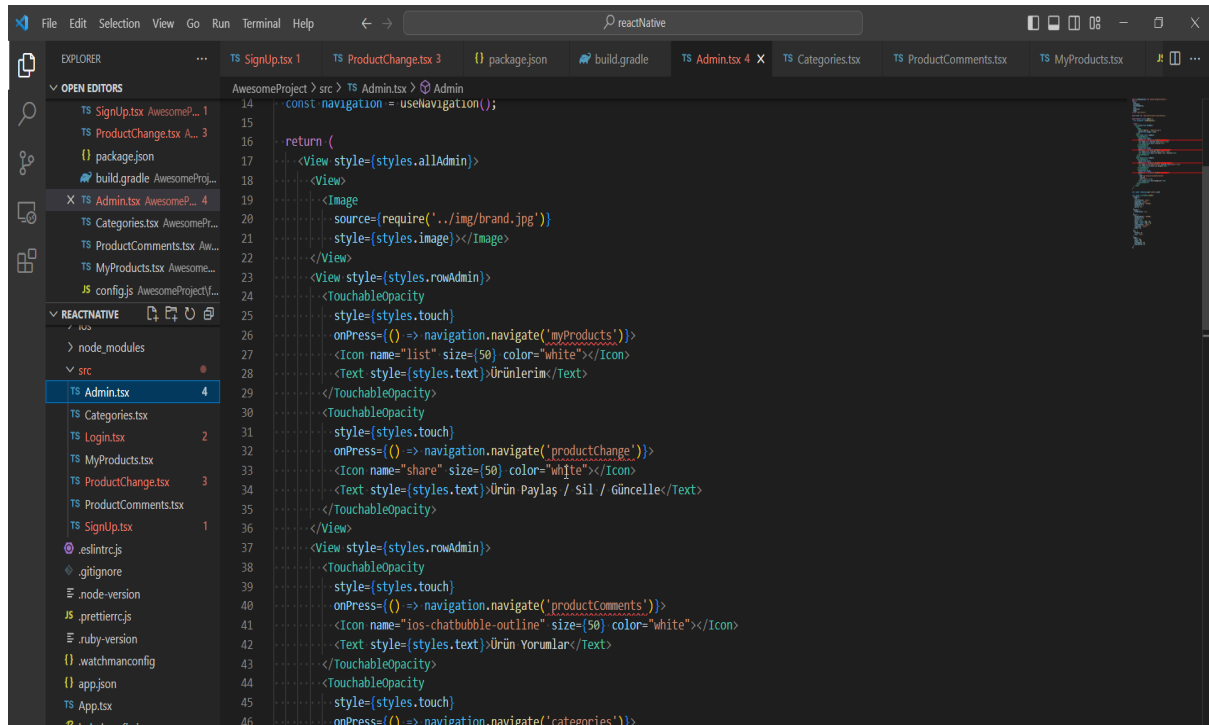 File Edit Selection View Go Run Terminal Help
reactNative
EXPLORER
TS SignUp.tsx 1
TS ProductChange.tsx 3
{} package.json
build.gradle
TS Admin.tsx 4
TS Categories.tsx
TS ProductComments.tsx
TS MyProducts.tsx
OPEN EDITORS
TS SignUp.tsx AwesomeP... 1
TS ProductChange.tsx A... 3
{} package.json
build.gradle AwesomeProj...
X TS Admin.tsx AwesomeP... 4
TS Categories.tsx AwesomePr...
TS ProductComments.tsx Aw...
TS MyProducts.tsx Awesome...
JS config.js AwesomeProject\f...
REACTNATIVE
ios
node_modules
src
TS Admin.tsx 4
TS Categories.tsx
TS Login.tsx 2
TS MyProducts.tsx
TS ProductChange.tsx 3
TS ProductComments.tsx
TS SignUp.tsx 1
.eslintrc.js
.gitignore
.node-version
JS .prettierrc.js
.ruby-version
{} .watchmanconfig
{} app.json
TS App.tsx
AwesomeProject > src > TS Admin.tsx > Admin
14 const navigation = useNavigation();
15
16 return (
17 <View style={styles.allAdmin}>
18 <View>
19 <Image
20 source={require('../img/brand.jpg')}
21 style={styles.image}></Image>
22 </View>
23 <View style={styles.rowAdmin}>
24 <TouchableOpacity
25 style={styles.touch}
26 onPress={() => navigation.navigate('myProducts')}>
27 <Icon name="list" size={50} color="white"></Icon>
28 <Text style={styles.text}>Ürünlerim</Text>
29 </TouchableOpacity>
30 <TouchableOpacity
31 style={styles.touch}
32 onPress={() => navigation.navigate('productChange')}>
33 <Icon name="share" size={50} color="white"></Icon>
34 <Text style={styles.text}>Ürün Paylaş / Sil / Güncelle</Text>
35 </TouchableOpacity>
36 </View>
37 <View style={styles.rowAdmin}>
38 <TouchableOpacity
39 style={styles.touch}
40 onPress={() => navigation.navigate('productComments')}>
41 <Icon name="ios-chatbubble-outline" size={50} color="white"></Icon>
42 <Text style={styles.text}>Ürün Yorumlar</Text>
43 </TouchableOpacity>
44 <TouchableOpacity
45 style={styles.touch}
46 onPress={() => navigation.navigate('categories')}>